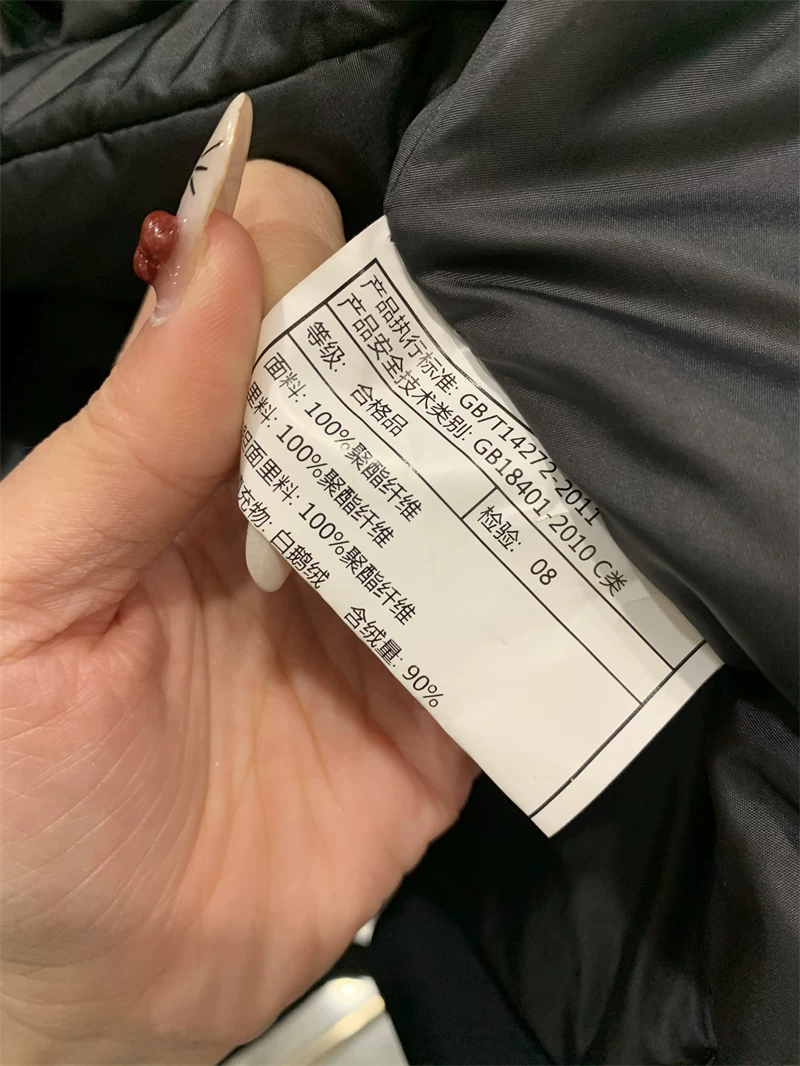 产品执行标准: GB/T14272-2011
产品安全技术类别: GB18401-2010 C类
等级: 合格品 检验: 08
面料: 100%聚酯纤维
里料: 100%聚酯纤维
面里料: 100%聚酯纤维
充物: 白鹅绒 含绒量: 90%